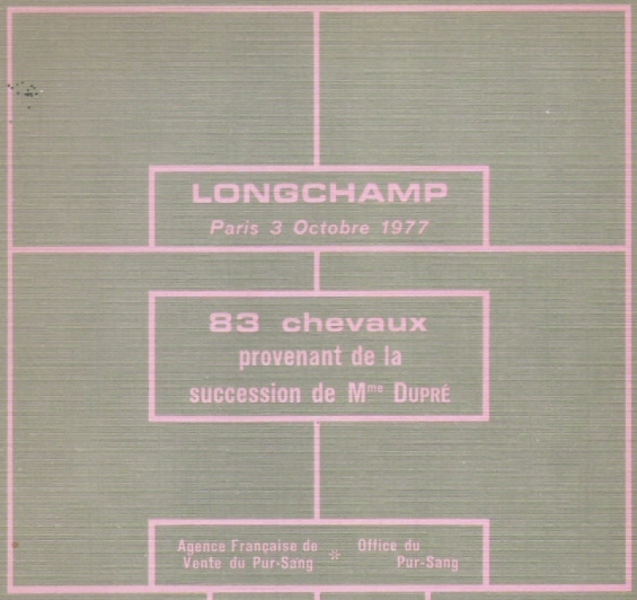 LONGCHAMP
Paris 3 Octobre 1977
83 chevaux
provenant de la
succession de Mme DUPRÉ
Agence Française de
Vente du Pur-Sang
*
Office du
Pur-Sang